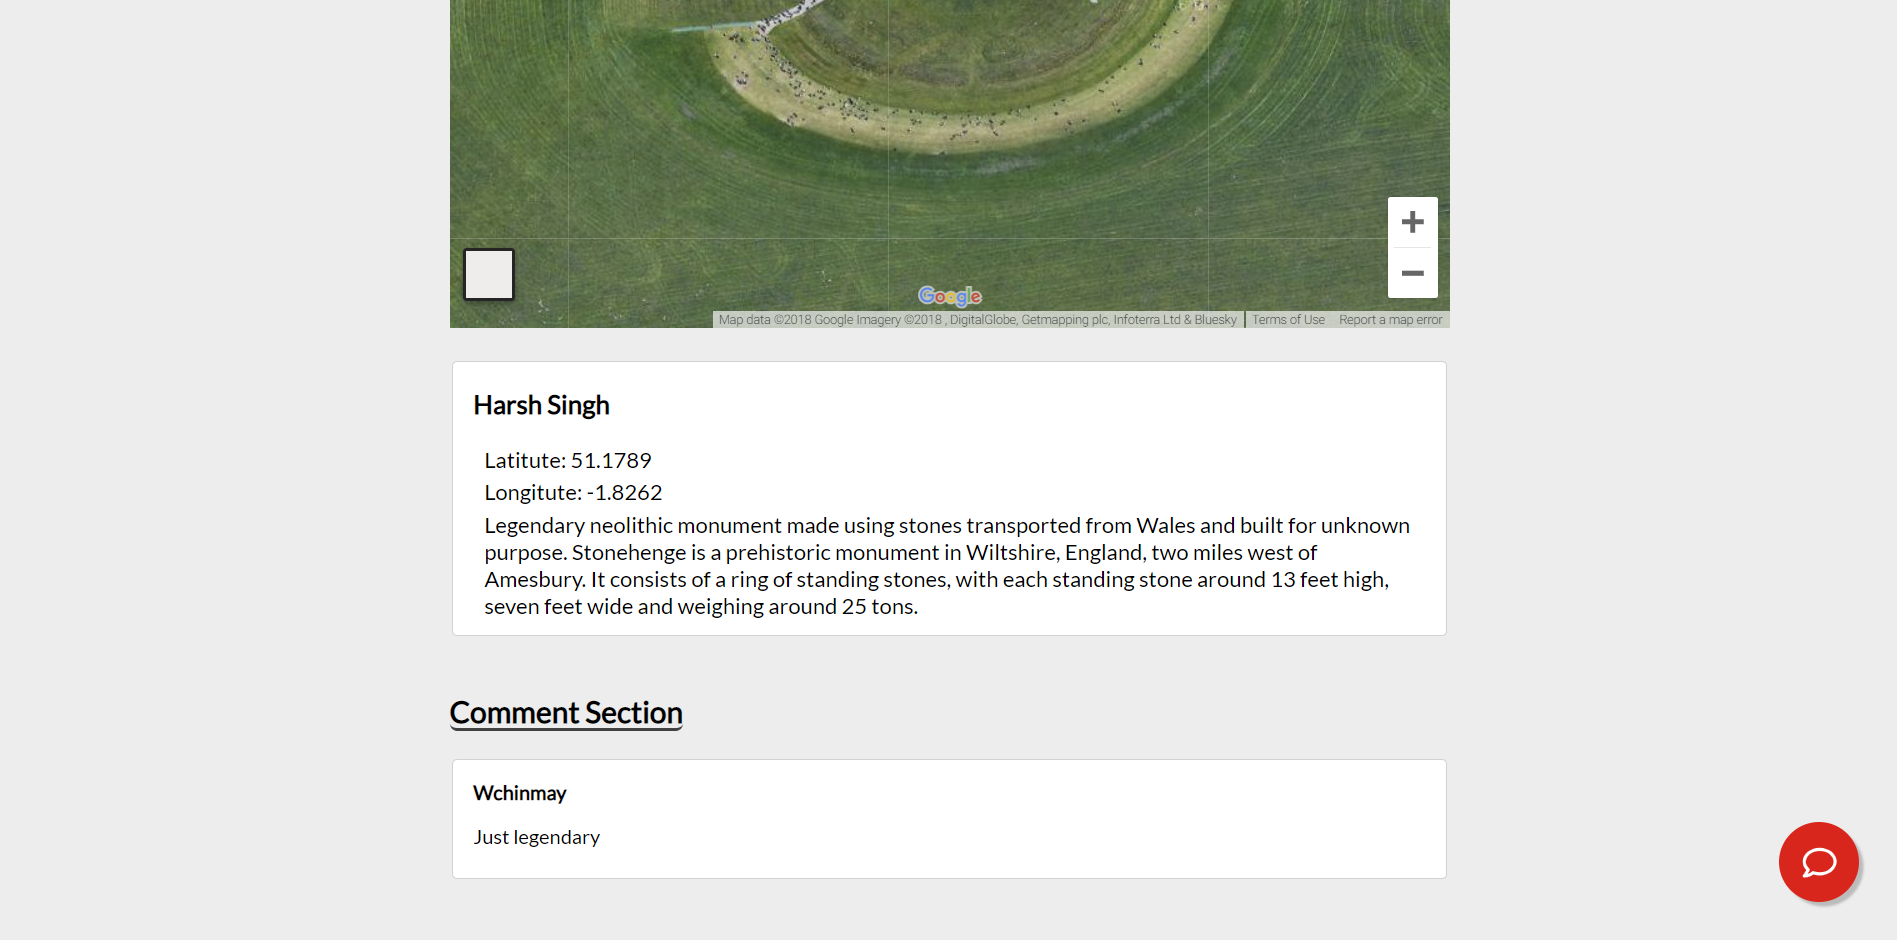 Google
Map data ©2018 Google Imagery ©2018 , DigitalGlobe, Getmapping plc, Infoterra Ltd & Bluesky
Terms of Use
Report a map error
Harsh Singh
Latitute: 51.1789
Longitute: -1.8262
Legendary neolithic monument made using stones transported from Wales and built for unknown
purpose. Stonehenge is a prehistoric monument in Wiltshire, England, two miles west of
Amesbury. It consists of a ring of standing stones, with each standing stone around 13 feet high,
seven feet wide and weighing around 25 tons.
Comment Section
Wchinmay
Just legendary